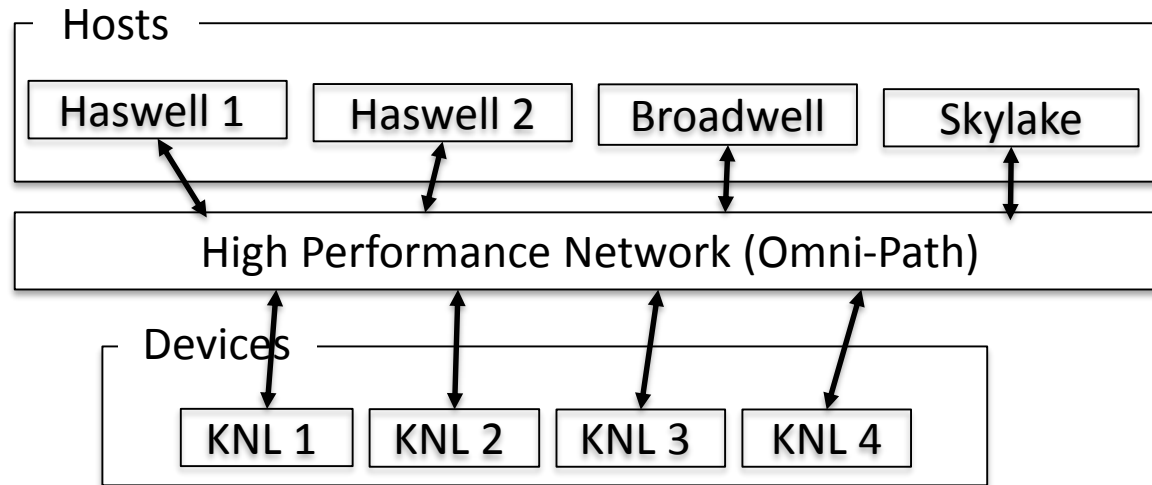 Hosts
Haswell 1
Haswell 2
Broadwell
Skylake
High Performance Network (Omni-Path)
Devices
KNL 1
KNL 2
KNL 3
KNL 4